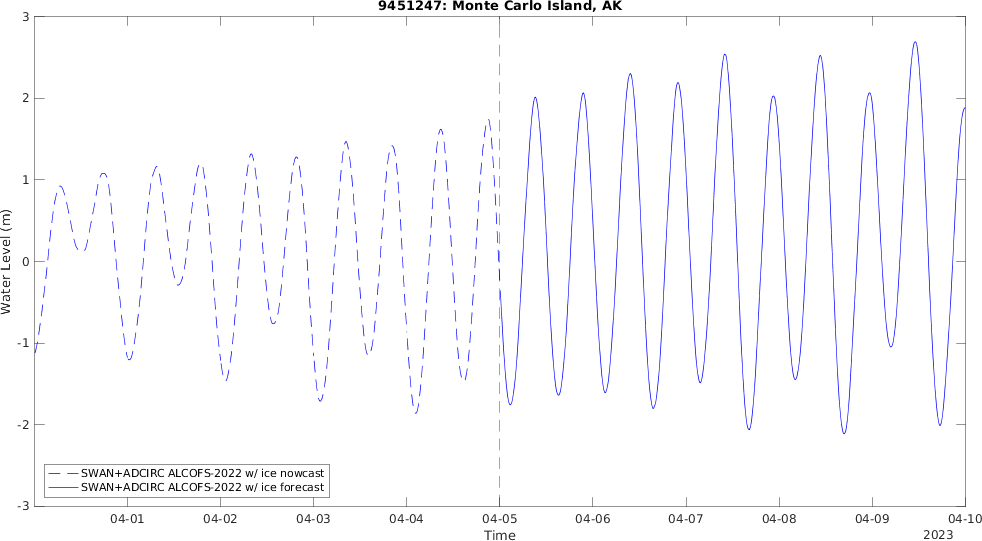 9451247: Monte Carlo Island, AK
Water Level (m)
3
2
1
0
-1
-2
-3
SWAN+ADCIRC ALCOFS-2022 w/ ice nowcast
SWAN+ADCIRC ALCOFS-2022 w/ ice forecast
04-01 04-02 04-03 04-04 04-05 04-06 04-07 04-08 04-09 04-10
Time
2023